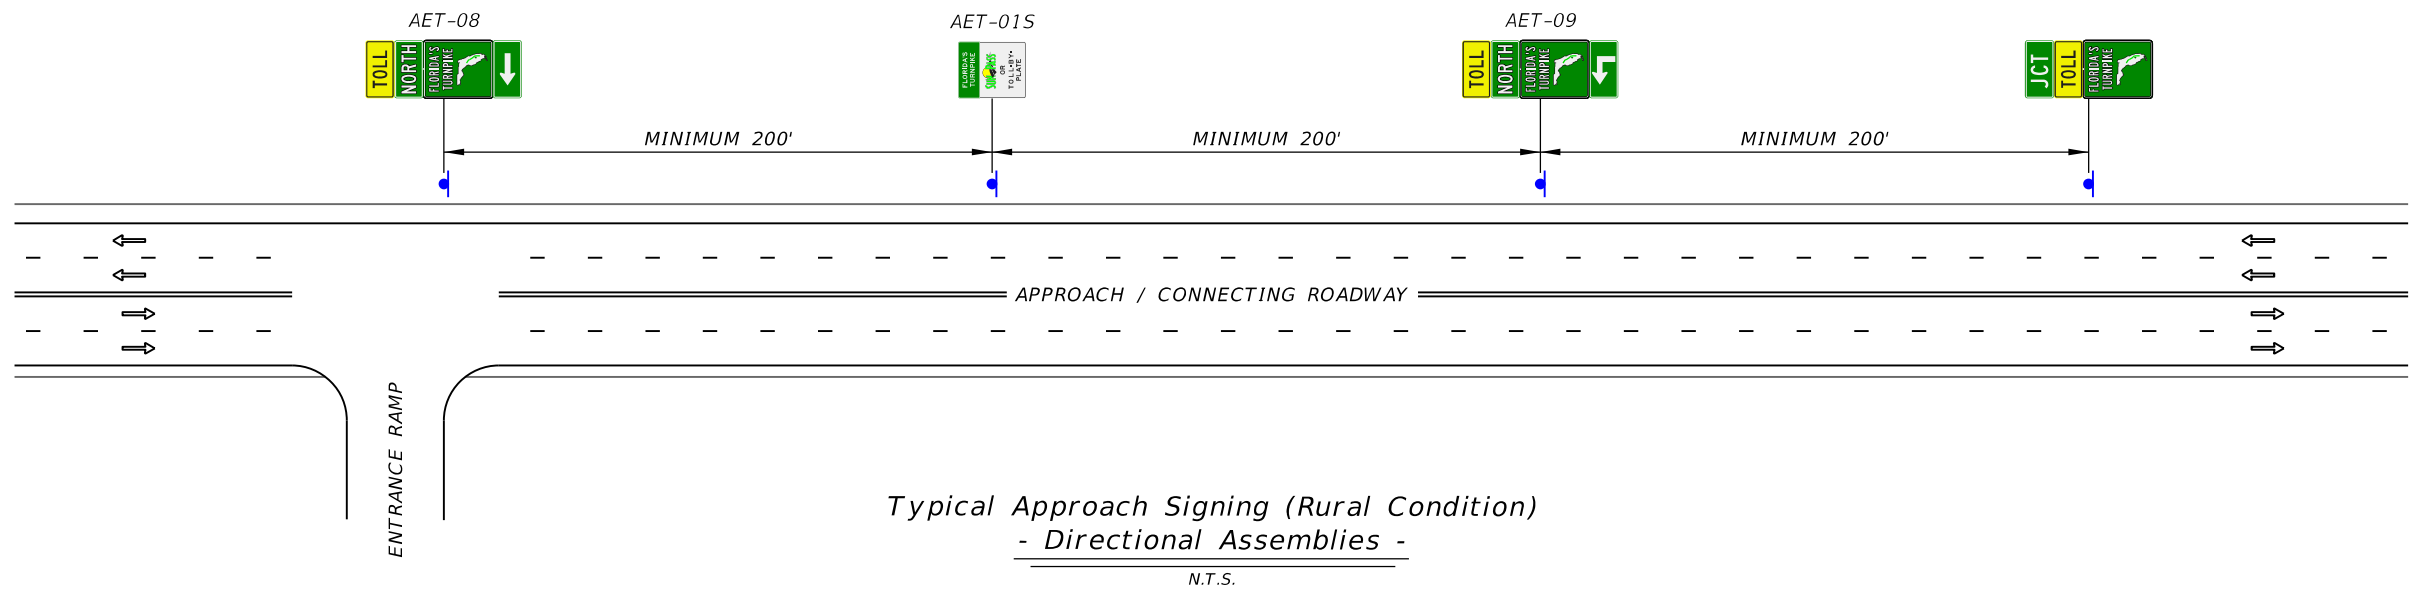 AET-08
AET-01S
AET-09
TOLL
NORTH
FLORIDA'S
TURNPIKE
FLORIDA'S
TURNPIKE
SUNPASS
OR
TOLL-BY-
PLATE
TOLL
NORTH
FLORIDA'S
TURNPIKE
JCT
TOLL
FLORIDA'S
TURNPIKE
MINIMUM 200'
MINIMUM 200'
MINIMUM 200'
APPROACH / CONNECTING ROADWAY
ENTRANCE RAMP
Typical Approach Signing (Rural Condition)
- Directional Assemblies -
N.T.S.